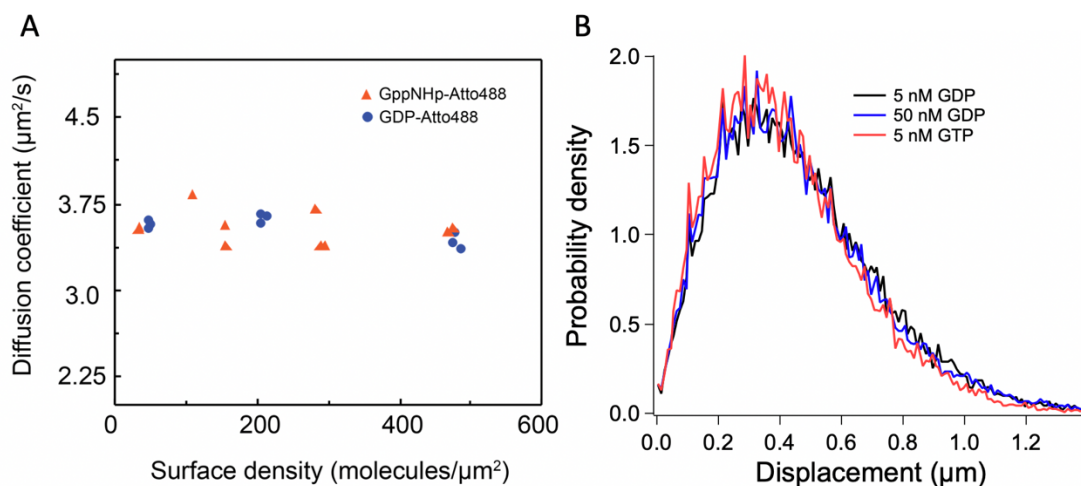 A
Diffusion coefficient (µm²/s)
4.5
3.75
3.0
2.25
GppNHp-Atto488
GDP-Atto488
0
200
400
600
Surface density (molecules/µm²)
B
Probability density
2.0
1.5
1.0
0.5
0.0
5 nM GDP
50 nM GDP
5 nM GTP
0.0
0.2
0.4
0.6
0.8
1.0
1.2
Displacement (µm)